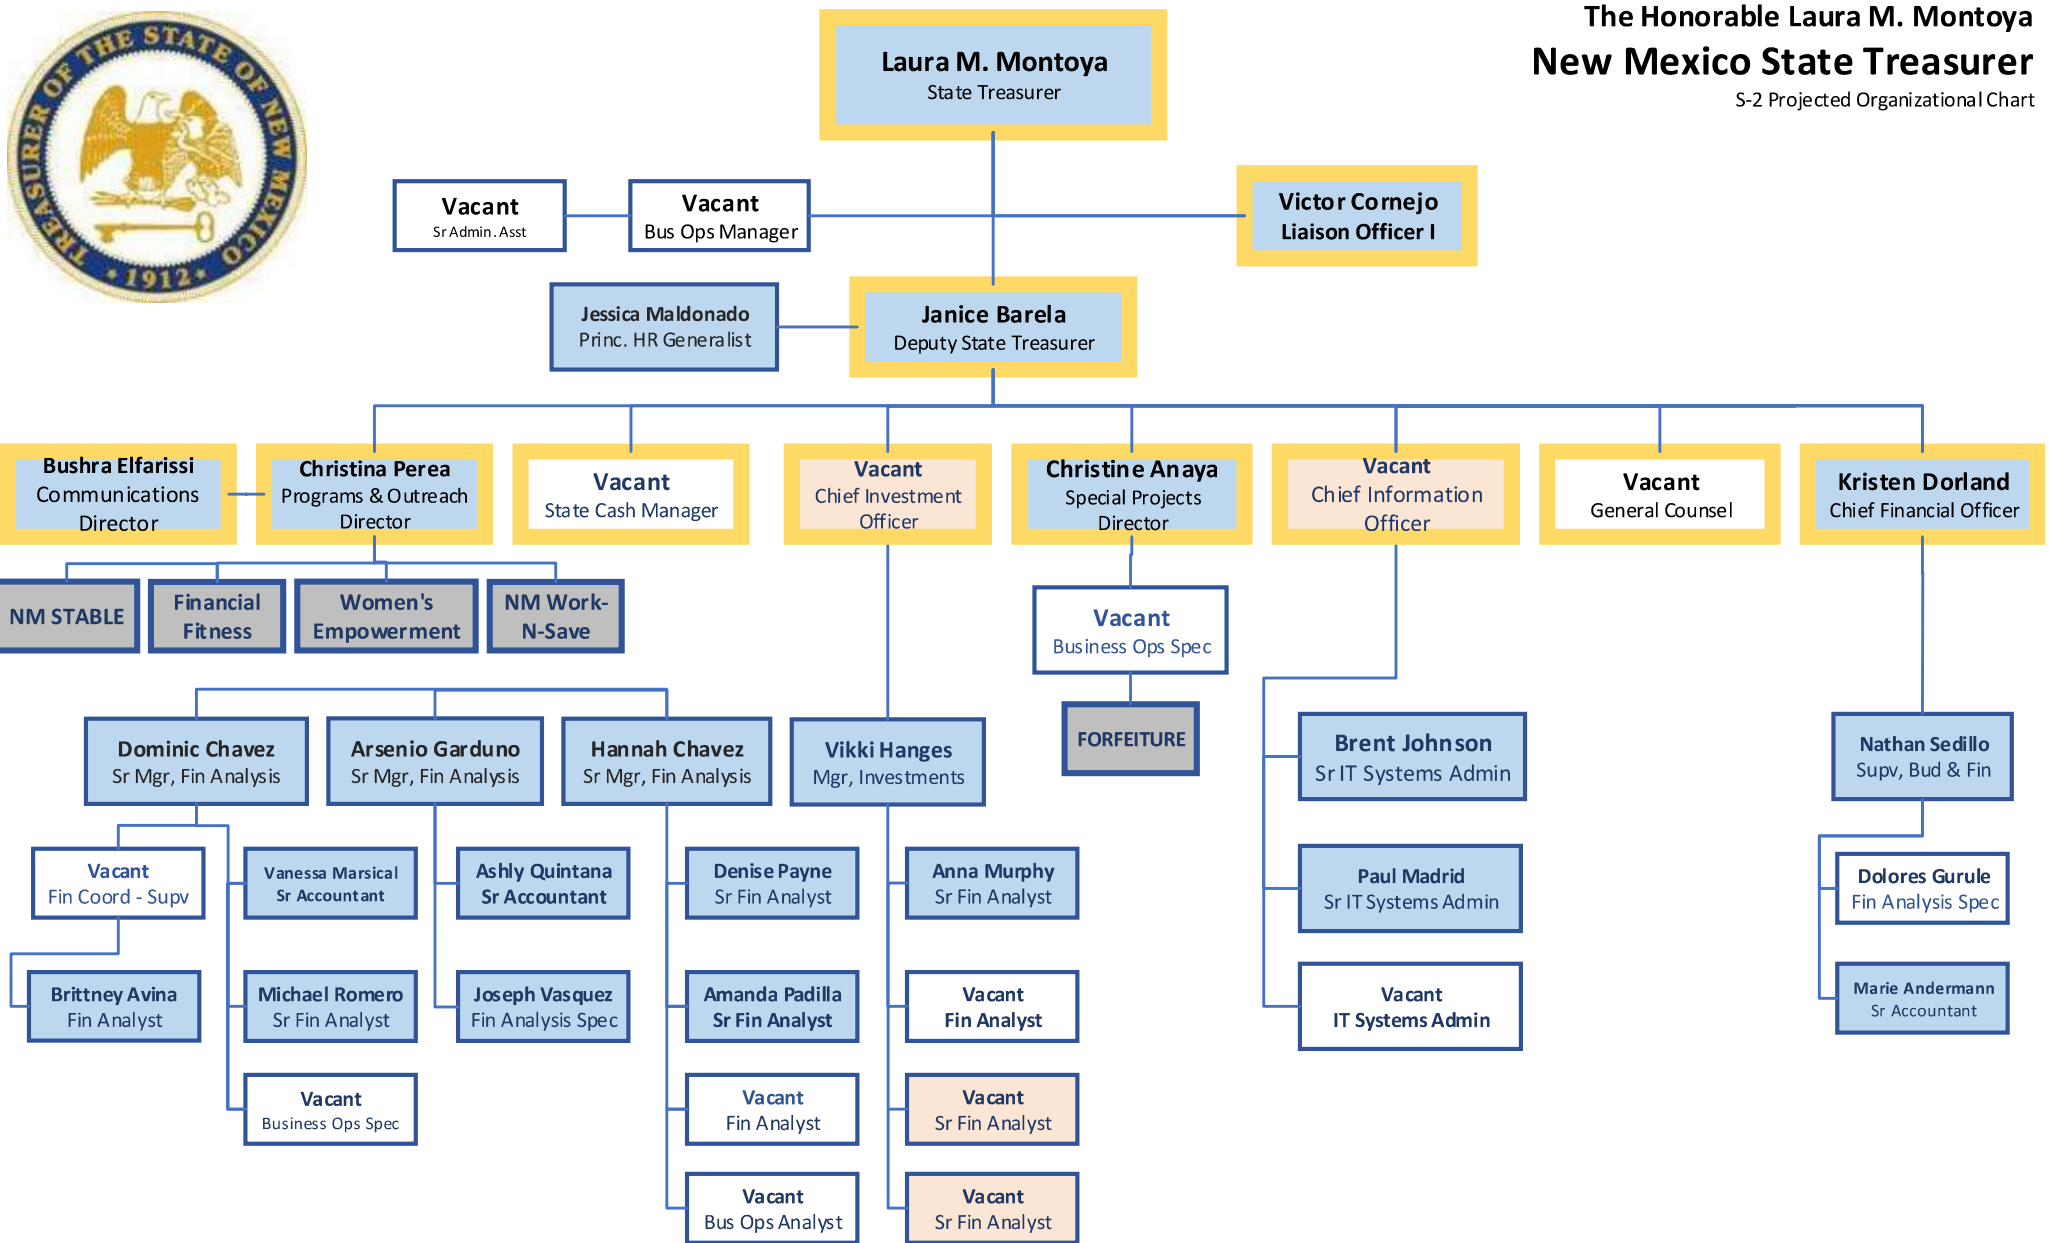 TREASURER OF THE STATE OF NEW MEXICO
1912
The Honorable Laura M. Montoya
New Mexico State Treasurer
S-2 Projected Organizational Chart
Laura M. Montoya
State Treasurer
Vacant
Sr Admin. Asst
Vacant
Bus Ops Manager
Victor Cornejo
Liaison Officer I
Jessica Maldonado
Princ. HR Generalist
Janice Barela
Deputy State Treasurer
Bushra Elfarissi
Communications
Director
Christina Perea
Programs & Outreach
Director
Vacant
State Cash Manager
Vacant
Chief Investment
Officer
Christine Anaya
Special Projects
Director
Vacant
Chief Information
Officer
Vacant
General Counsel
Kristen Dorland
Chief Financial Officer
NM STABLE
Financial
Fitness
Women's
Empowerment
NM Work-
N-Save
Vacant
Business Ops Spec
FORFEITURE
Dominic Chavez
Sr Mgr, Fin Analysis
Arsenio Garduno
Sr Mgr, Fin Analysis
Hannah Chavez
Sr Mgr, Fin Analysis
Vikki Hanges
Mgr, Investments
Brent Johnson
Sr IT Systems Admin
Nathan Sedillo
Supv, Bud & Fin
Vacant
Fin Coord - Supv
Vanessa Marsical
Sr Accountant
Ashly Quintana
Sr Accountant
Denise Payne
Sr Fin Analyst
Anna Murphy
Sr Fin Analyst
Paul Madrid
Sr IT Systems Admin
Dolores Gurule
Fin Analysis Spec
Brittney Avina
Fin Analyst
Michael Romero
Sr Fin Analyst
Joseph Vasquez
Fin Analysis Spec
Amanda Padilla
Sr Fin Analyst
Vacant
Fin Analyst
Vacant
IT Systems Admin
Marie Andermann
Sr Accountant
Vacant
Business Ops Spec
Vacant
Fin Analyst
Vacant
Sr Fin Analyst
Vacant
Bus Ops Analyst
Vacant
Sr Fin Analyst